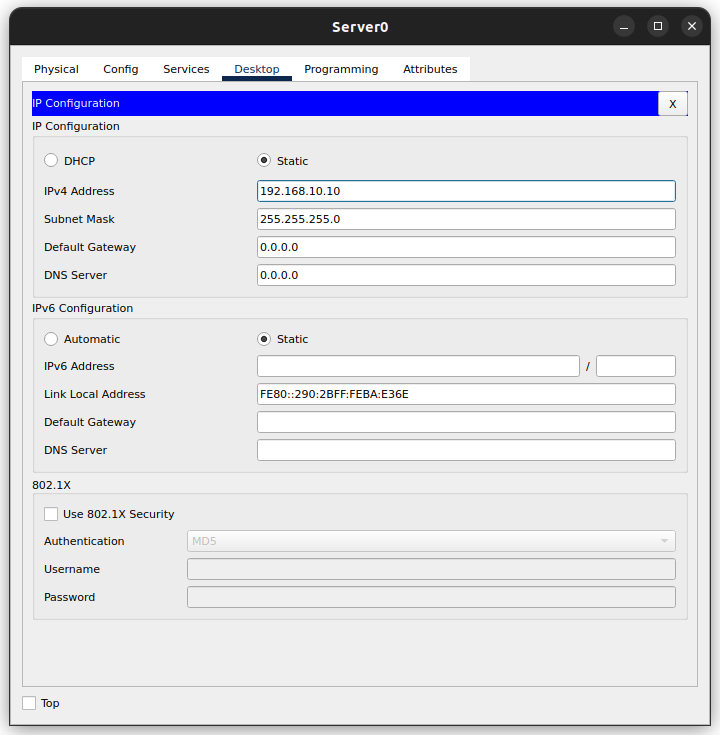 Server0
Physical Config Services Desktop Programming Attributes
IP Configuration X
IP Configuration
DHCP Static
IPv4 Address 192.168.10.10
Subnet Mask 255.255.255.0
Default Gateway 0.0.0.0
DNS Server 0.0.0.0
IPv6 Configuration
Automatic Static
IPv6 Address /
Link Local Address FE80::290:2BFF:FEBA:E36E
Default Gateway
DNS Server
802.1X
Use 802.1X Security
Authentication MD5
Username
Password
Top